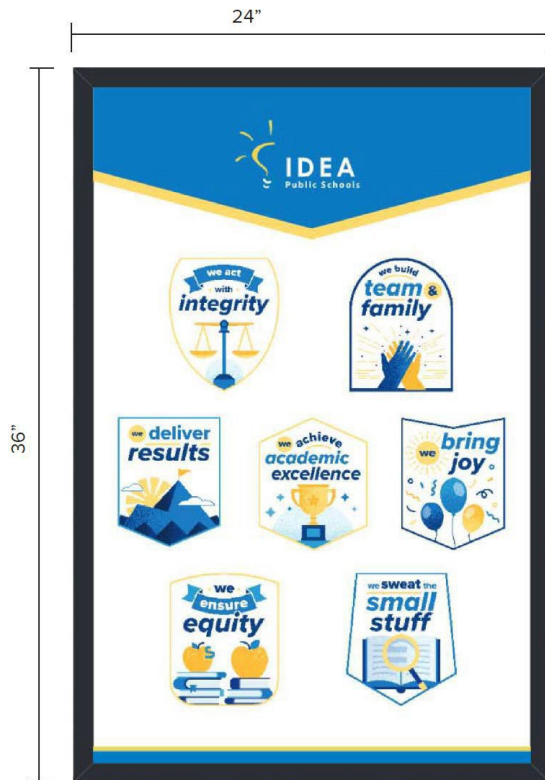 24”
36”
IDEA
Public Schools
we act
with
integrity
we build
team &
family
we deliver
results
we achieve
academic
excellence
we bring
joy
we
ensure
equity
we sweat the
small
stuff